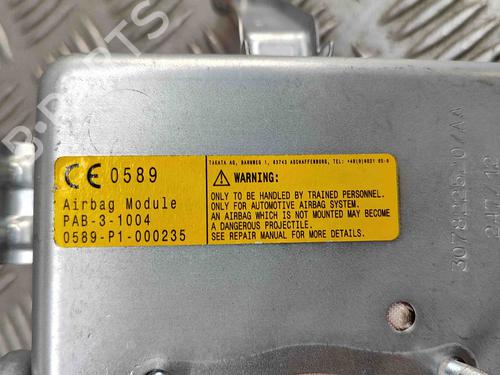 TAKATA AG, BAHNWEG 1, 63743 ASCHAFFENBURG, TEL: +49(0)6021 65-0
CE 0589
Airbag Module
PAB-3-1004
0589-P1-000235
WARNING:
ONLY TO BE HANDLED BY TRAINED PERSONNEL.
ONLY FOR AUTOMOTIVE AIRBAG SYSTEM.
AN AIRBAG WHICH IS NOT MOUNTED MAY BECOME
A DANGEROUS PROJECTILE.
SEE REPAIR MANUAL FOR MORE INSTRUCTIONS.
B-PARTS